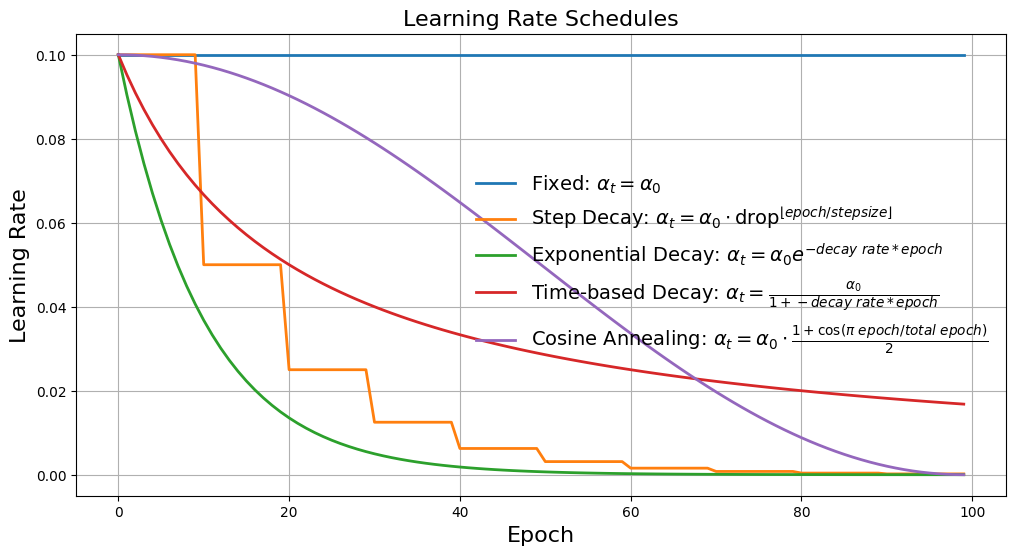 Learning Rate Schedules
Learning Rate
0.10
0.08
0.06
0.04
0.02
0.00
Fixed: αₜ = α₀
Step Decay: αₜ = α₀ · drop^⌊epoch/stepsize⌋
Exponential Decay: αₜ = α₀e^(−decay rate*epoch)
Time-based Decay: αₜ = α₀/(1+−decay rate*epoch)
Cosine Annealing: αₜ = α₀ · (1+cos(π epoch/total epoch))/2
0 20 40 60 80 100
Epoch